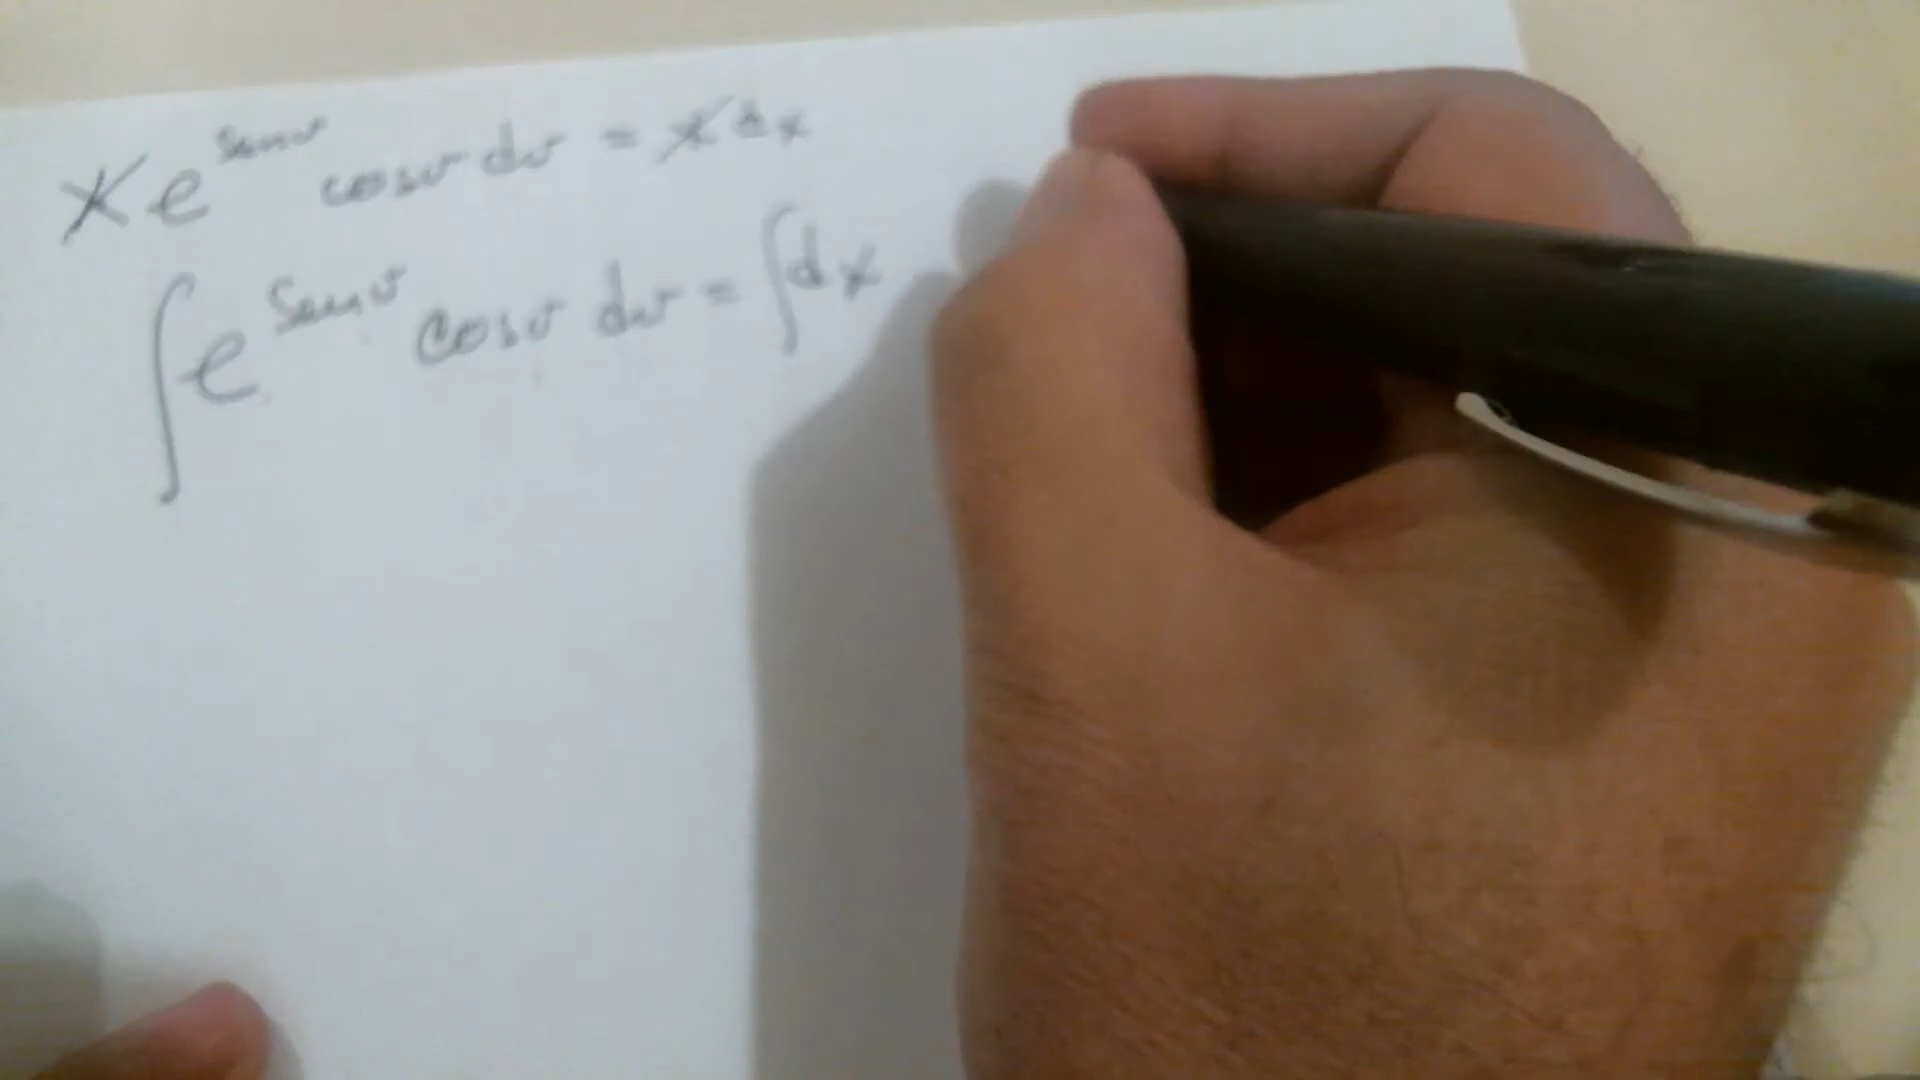 x e^senv cosv dv = x dx
∫ e^senv cosv dv = ∫ dx